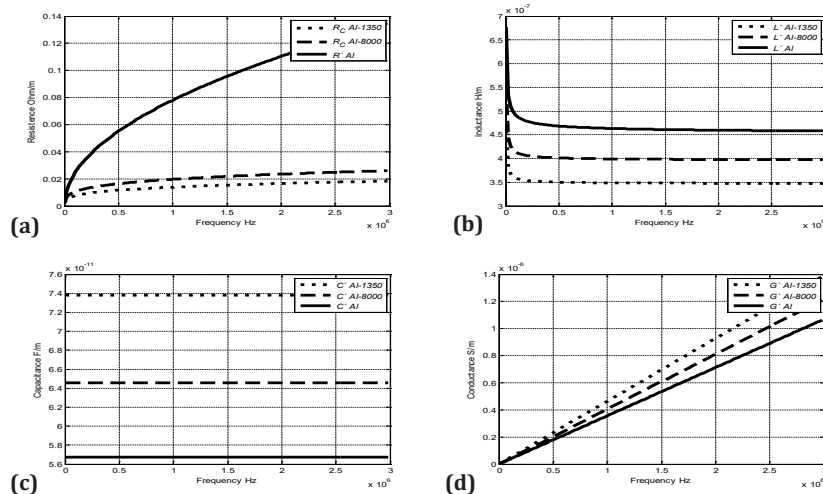 0.14
0.12
0.1
0.08
0.06
0.04
0.02
0
Resistence Ohm/m
R_C Al-1350
R_C Al-8000
R´ Al
0 0.5 1 1.5 2 2.5 3
Frequency Hz
x 10^6
(a)
x 10^-7
7
6.5
6
5.5
5
4.5
4
3.5
3
Inductance H/m
L´ Al-1350
L´ Al-8000
L´ Al
0 0.5 1 1.5 2 2.5 3
Frequency Hz
x 10^6
(b)
x 10^-11
7.6
7.4
7.2
7
6.8
6.6
6.4
6.2
6
5.8
5.6
Capacitance F/m
C´ Al-1350
C´ Al-8000
C´ Al
0 0.5 1 1.5 2 2.5 3
Frequency Hz
x 10^6
(c)
x 10^-6
1.4
1.2
1
0.8
0.6
0.4
0.2
0
Conductance S/m
G´ Al-1350
G´ Al-8000
G´ Al
0 0.5 1 1.5 2 2.5 3
Frequency Hz
x 10^6
(d)